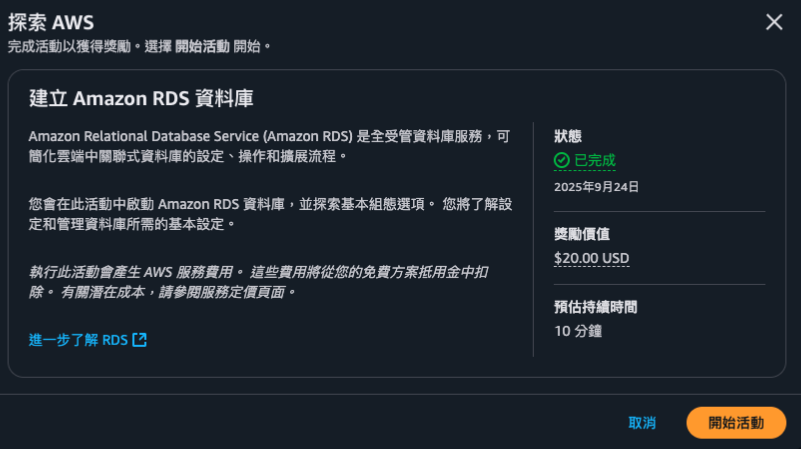 探索 AWS
完成活動以獲得獎勵。選擇 開始活動 開始。
建立 Amazon RDS 資料庫
Amazon Relational Database Service (Amazon RDS) 是全受管資料庫服務，可
簡化雲端中關聯式資料庫的設定、操作和擴展流程。
您會在此活動中啟動 Amazon RDS 資料庫，並探索基本組態選項。 您將了解設
定和管理資料庫所需的基本設定。
執行此活動會產生 AWS 服務費用。 這些費用將從您的免費方案抵用金中扣
除。 有關潛在成本，請參閱服務定價頁面。
進一步了解 RDS
狀態
已完成
2025年9月24日
獎勵價值
$20.00 USD
預估持續時間
10 分鐘
取消
開始活動